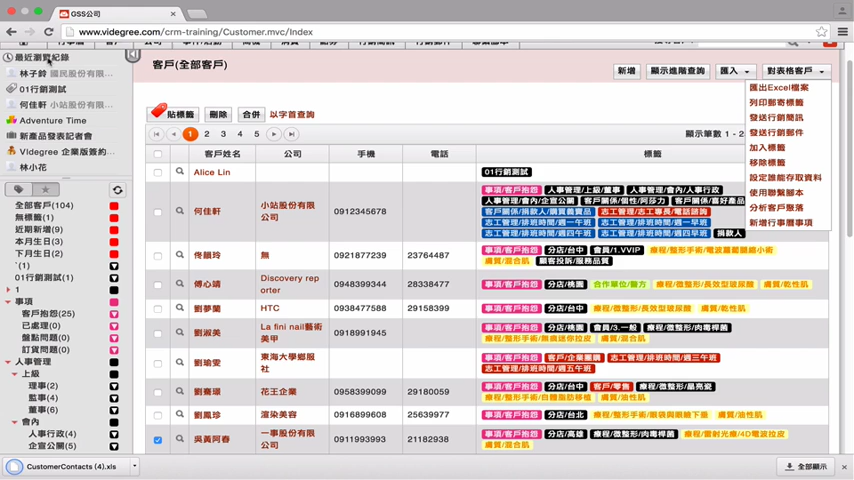 GSS公司
www.videgree.com/crm-training/Customer.mvc/Index
最近瀏覽紀錄
林子鈴 國民股份有限...
01行銷測試
何佳軒 小站股份有限...
Adventure Time
新產品發表記者會
Videgree 企業版簽約...
林小花
全部客戶(104)
無標籤(1)
近期新增(9)
本月生日(3)
下月生日(2)
`(1)
01行銷測試(1)
1
事項
客戶抱怨(25)
已處理(0)
盤點問題(0)
訂貨問題(0)
人事管理
上級
理事(2)
監事(4)
董事(6)
會內
人事行政(4)
企宣公關(5)
客戶(全部客戶)
新增 顯示進階查詢 匯入 對表格客戶
貼標籤 刪除 合併 以字首查詢
1 2 3 4 5
顯示筆數 1 - 2
匯出Excel檔案
列印郵寄標籤
發送行銷簡訊
發送行銷郵件
加入標籤
移除標籤
設定誰能存取資料
使用聯繫腳本
分析客戶聚落
新增行事曆事項
客戶姓名 公司 手機 電話 標籤
Alice Lin 01行銷測試
何佳軒 小站股份有限公司 0912345678
事項/客戶抱怨 人事管理/上級/董事 人事管理/會內/人事行政
人事管理/會內/企宣公關 客戶關係/個性/阿莎力 客戶關係/喜好產品
客戶關係/捐款人/購買義賣品 志工管理/志工專長/電話諮詢
志工管理/排班時間/週一午班 志工管理/排班時間/週一早班
志工管理/排班時間/週四午班 志工管理/排班時間/週四早班 捐款人
佟韻玲 無 0921877239 23764487
事項/客戶抱怨 分店/台中 會員/1.VVIP 療程/整形手術/電波蘿蔔腿縮小術
膚質/混合肌 顧客投訴/服務品質
傅心靖 Discovery reporter 0948399344 28338477
事項/客戶抱怨 分店/桃園 合作單位/警方 療程/微整形/長效型玻尿酸 膚質/乾性肌
劉夢蘭 HTC 0938477588 29158399
事項/客戶抱怨 分店/台中 療程/微整形/長效型玻尿酸 膚質/乾性肌
劉淑美 La fini nail藝術美甲 0918991945
事項/客戶抱怨 分店/桃園 會員/3.一般 療程/微整形/肉毒桿菌
療程/整形手術/無痕迷你拉皮 膚質/混合肌
劉瑜雯 東海大學鄉服社
事項/客戶抱怨 客戶/企業團購 志工管理/排班時間/週三午班
志工管理/排班時間/週五午班
劉騫環 花王企業 0958399099 29180059
事項/客戶抱怨 分店/台中 客戶/零售 療程/微整形/晶亮瓷
療程/整形手術/自體脂肪移植 膚質/油性肌
劉鳳珍 渲染美容 0916899608 25639977
事項/客戶抱怨 分店/台北 療程/整形手術/眼袋與眼瞼下垂 膚質/油性肌
吳黃阿春 一事股份有限公司 0911993993 21182938
事項/客戶抱怨 分店/高雄 療程/微整形/肉毒桿菌 療程/雷射光療/4D電波拉皮
膚質/混合肌
CustomerContacts (4).xls
全部顯示